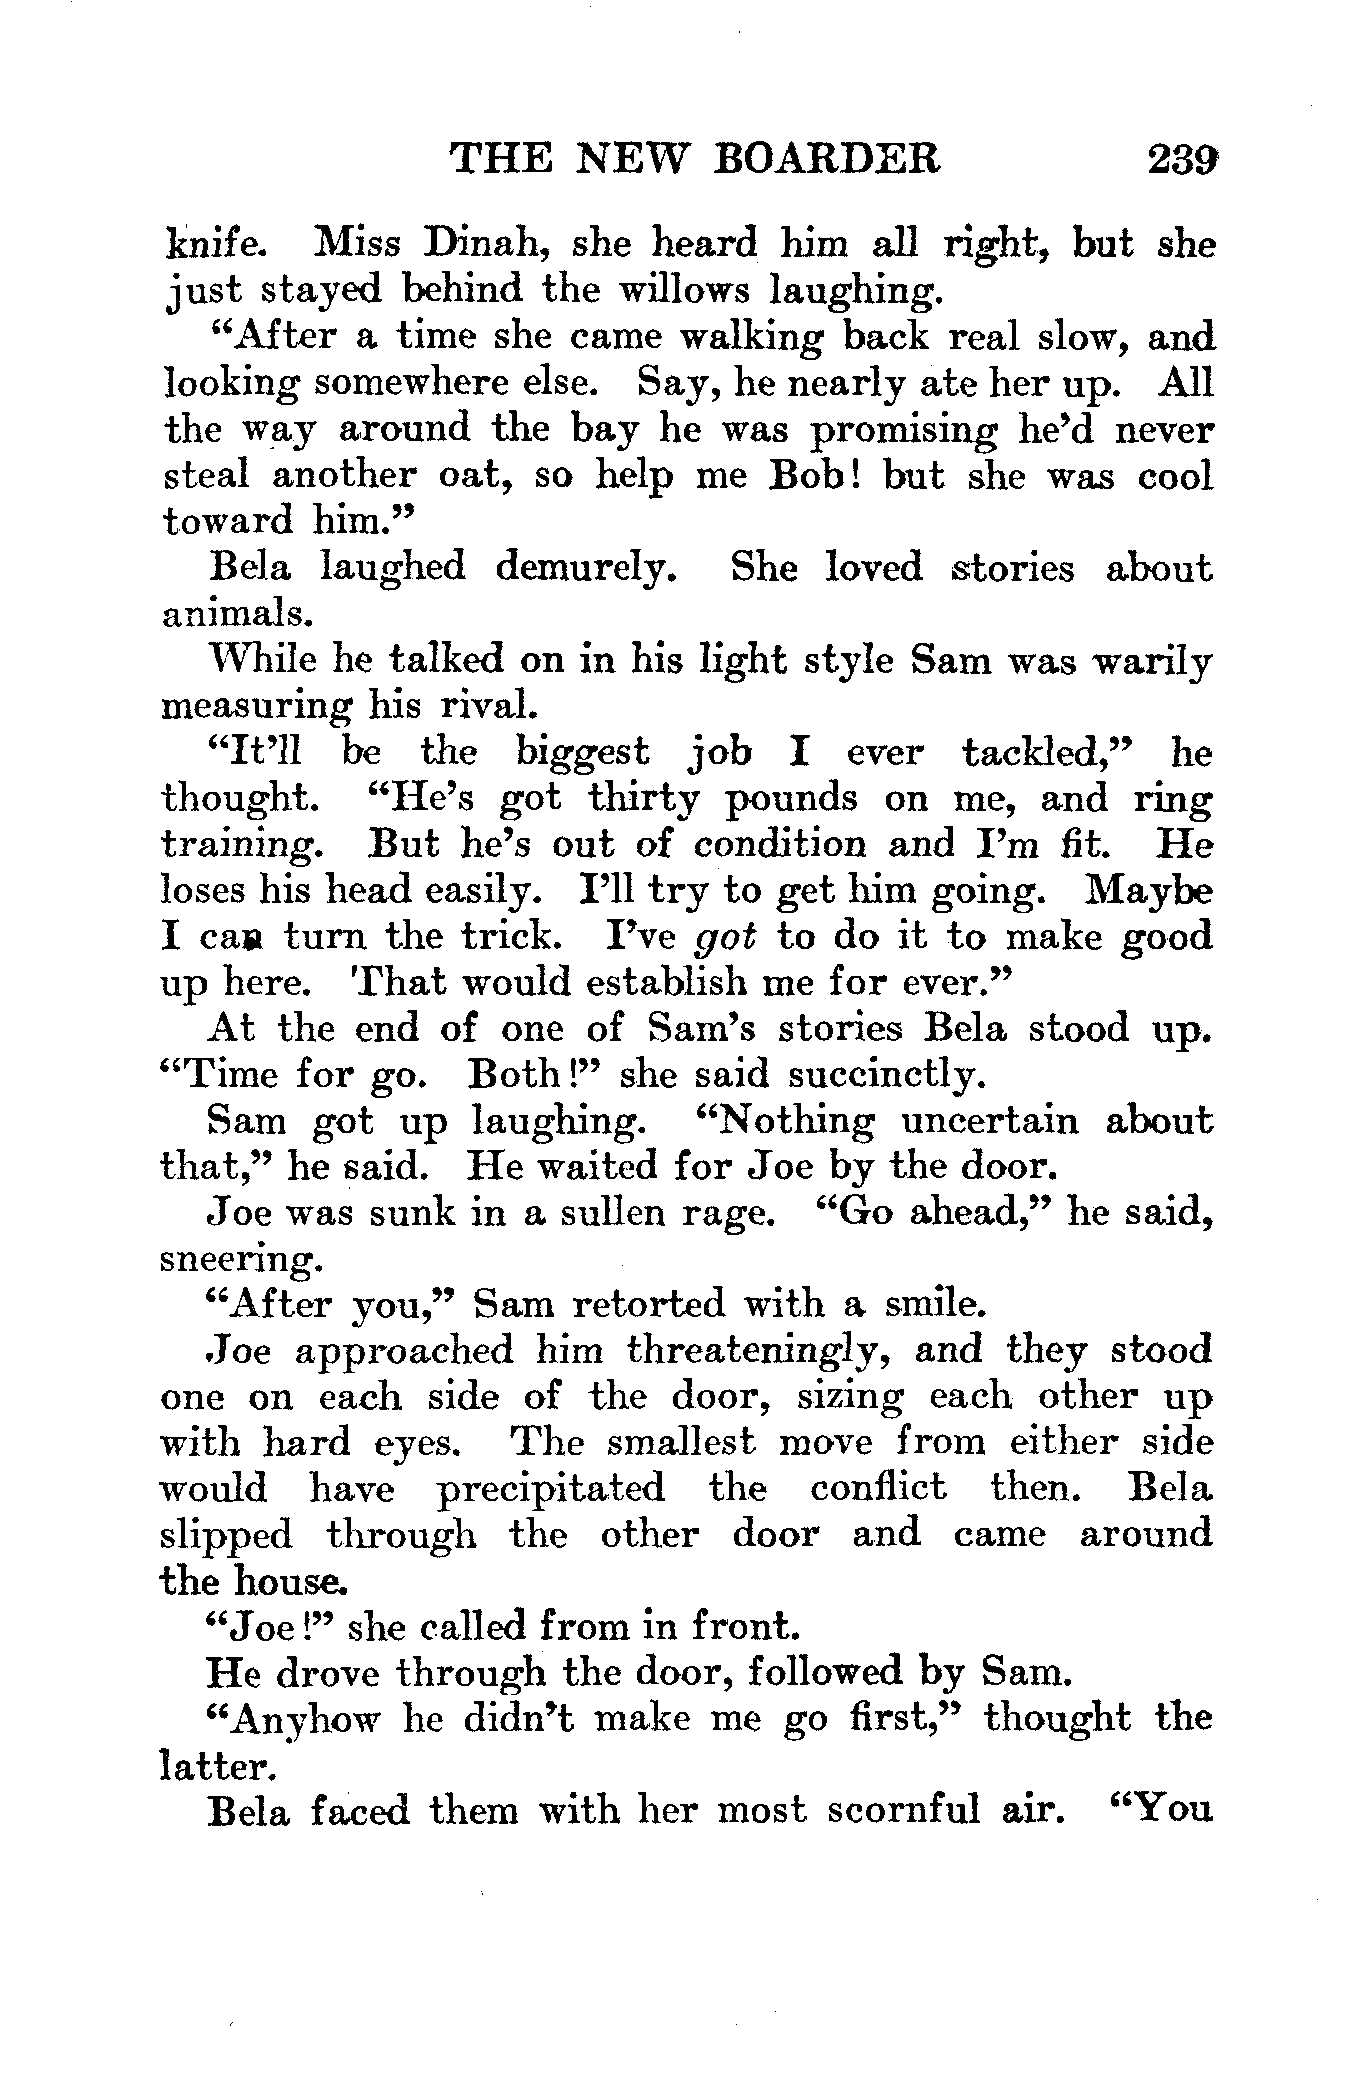 THE NEW BOARDER 239
knife. Miss Dinah, she heard him all right, but she
just stayed behind the willows laughing.
“After a time she came walking back real slow, and
looking somewhere else. Say, he nearly ate her up. All
the way around the bay he was promising he’d never
steal another oat, so help me Bob! but she was cool
toward him.”
Bela laughed demurely. She loved stories about
animals.
While he talked on in his light style Sam was warily
measuring his rival.
“It’ll be the biggest job I ever tackled,” he
thought. “He’s got thirty pounds on me, and ring
training. But he’s out of condition and I’m fit. He
loses his head easily. I’ll try to get him going. Maybe
I can turn the trick. I’ve got to do it to make good
up here. That would establish me for ever.”
At the end of one of Sam’s stories Bela stood up.
“Time for go. Both!” she said succinctly.
Sam got up laughing. “Nothing uncertain about
that,” he said. He waited for Joe by the door.
Joe was sunk in a sullen rage. “Go ahead,” he said,
sneering.
“After you,” Sam retorted with a smile.
Joe approached him threateningly, and they stood
one on each side of the door, sizing each other up
with hard eyes. The smallest move from either side
would have precipitated the conflict then. Bela
slipped through the other door and came around
the house.
“Joe!” she called from in front.
He drove through the door, followed by Sam.
“Anyhow he didn’t make me go first,” thought the
latter.
Bela faced them with her most scornful air. “You